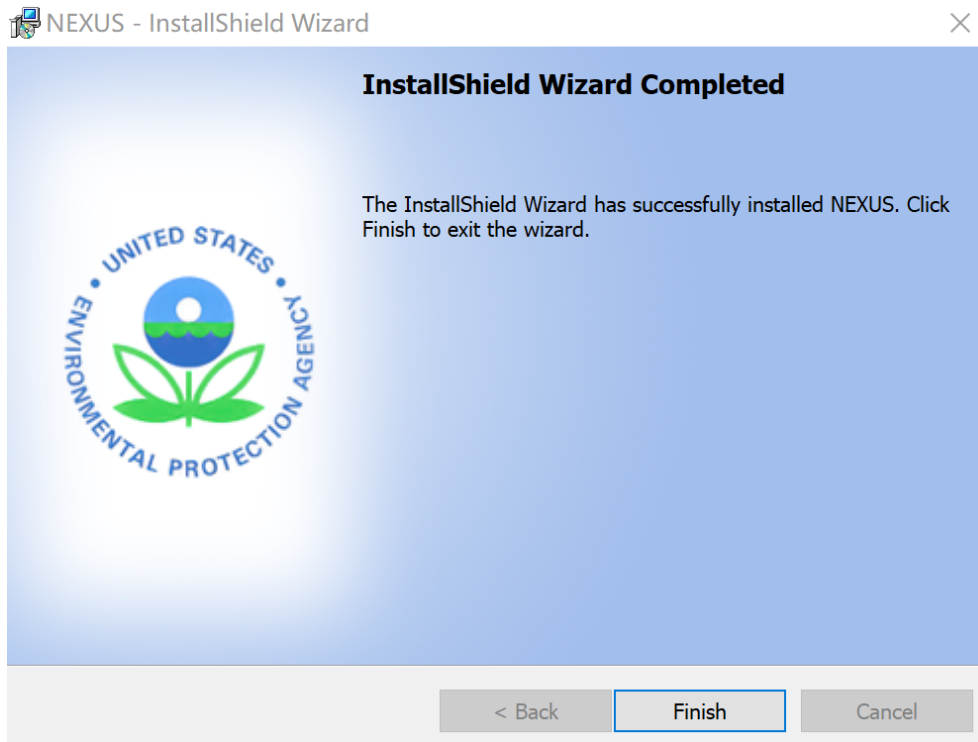 NEXUS - InstallShield Wizard
InstallShield Wizard Completed
The InstallShield Wizard has successfully installed NEXUS. Click
Finish to exit the wizard.
UNITED STATES • ENVIRONMENTAL PROTECTION AGENCY •
< Back
Finish
Cancel